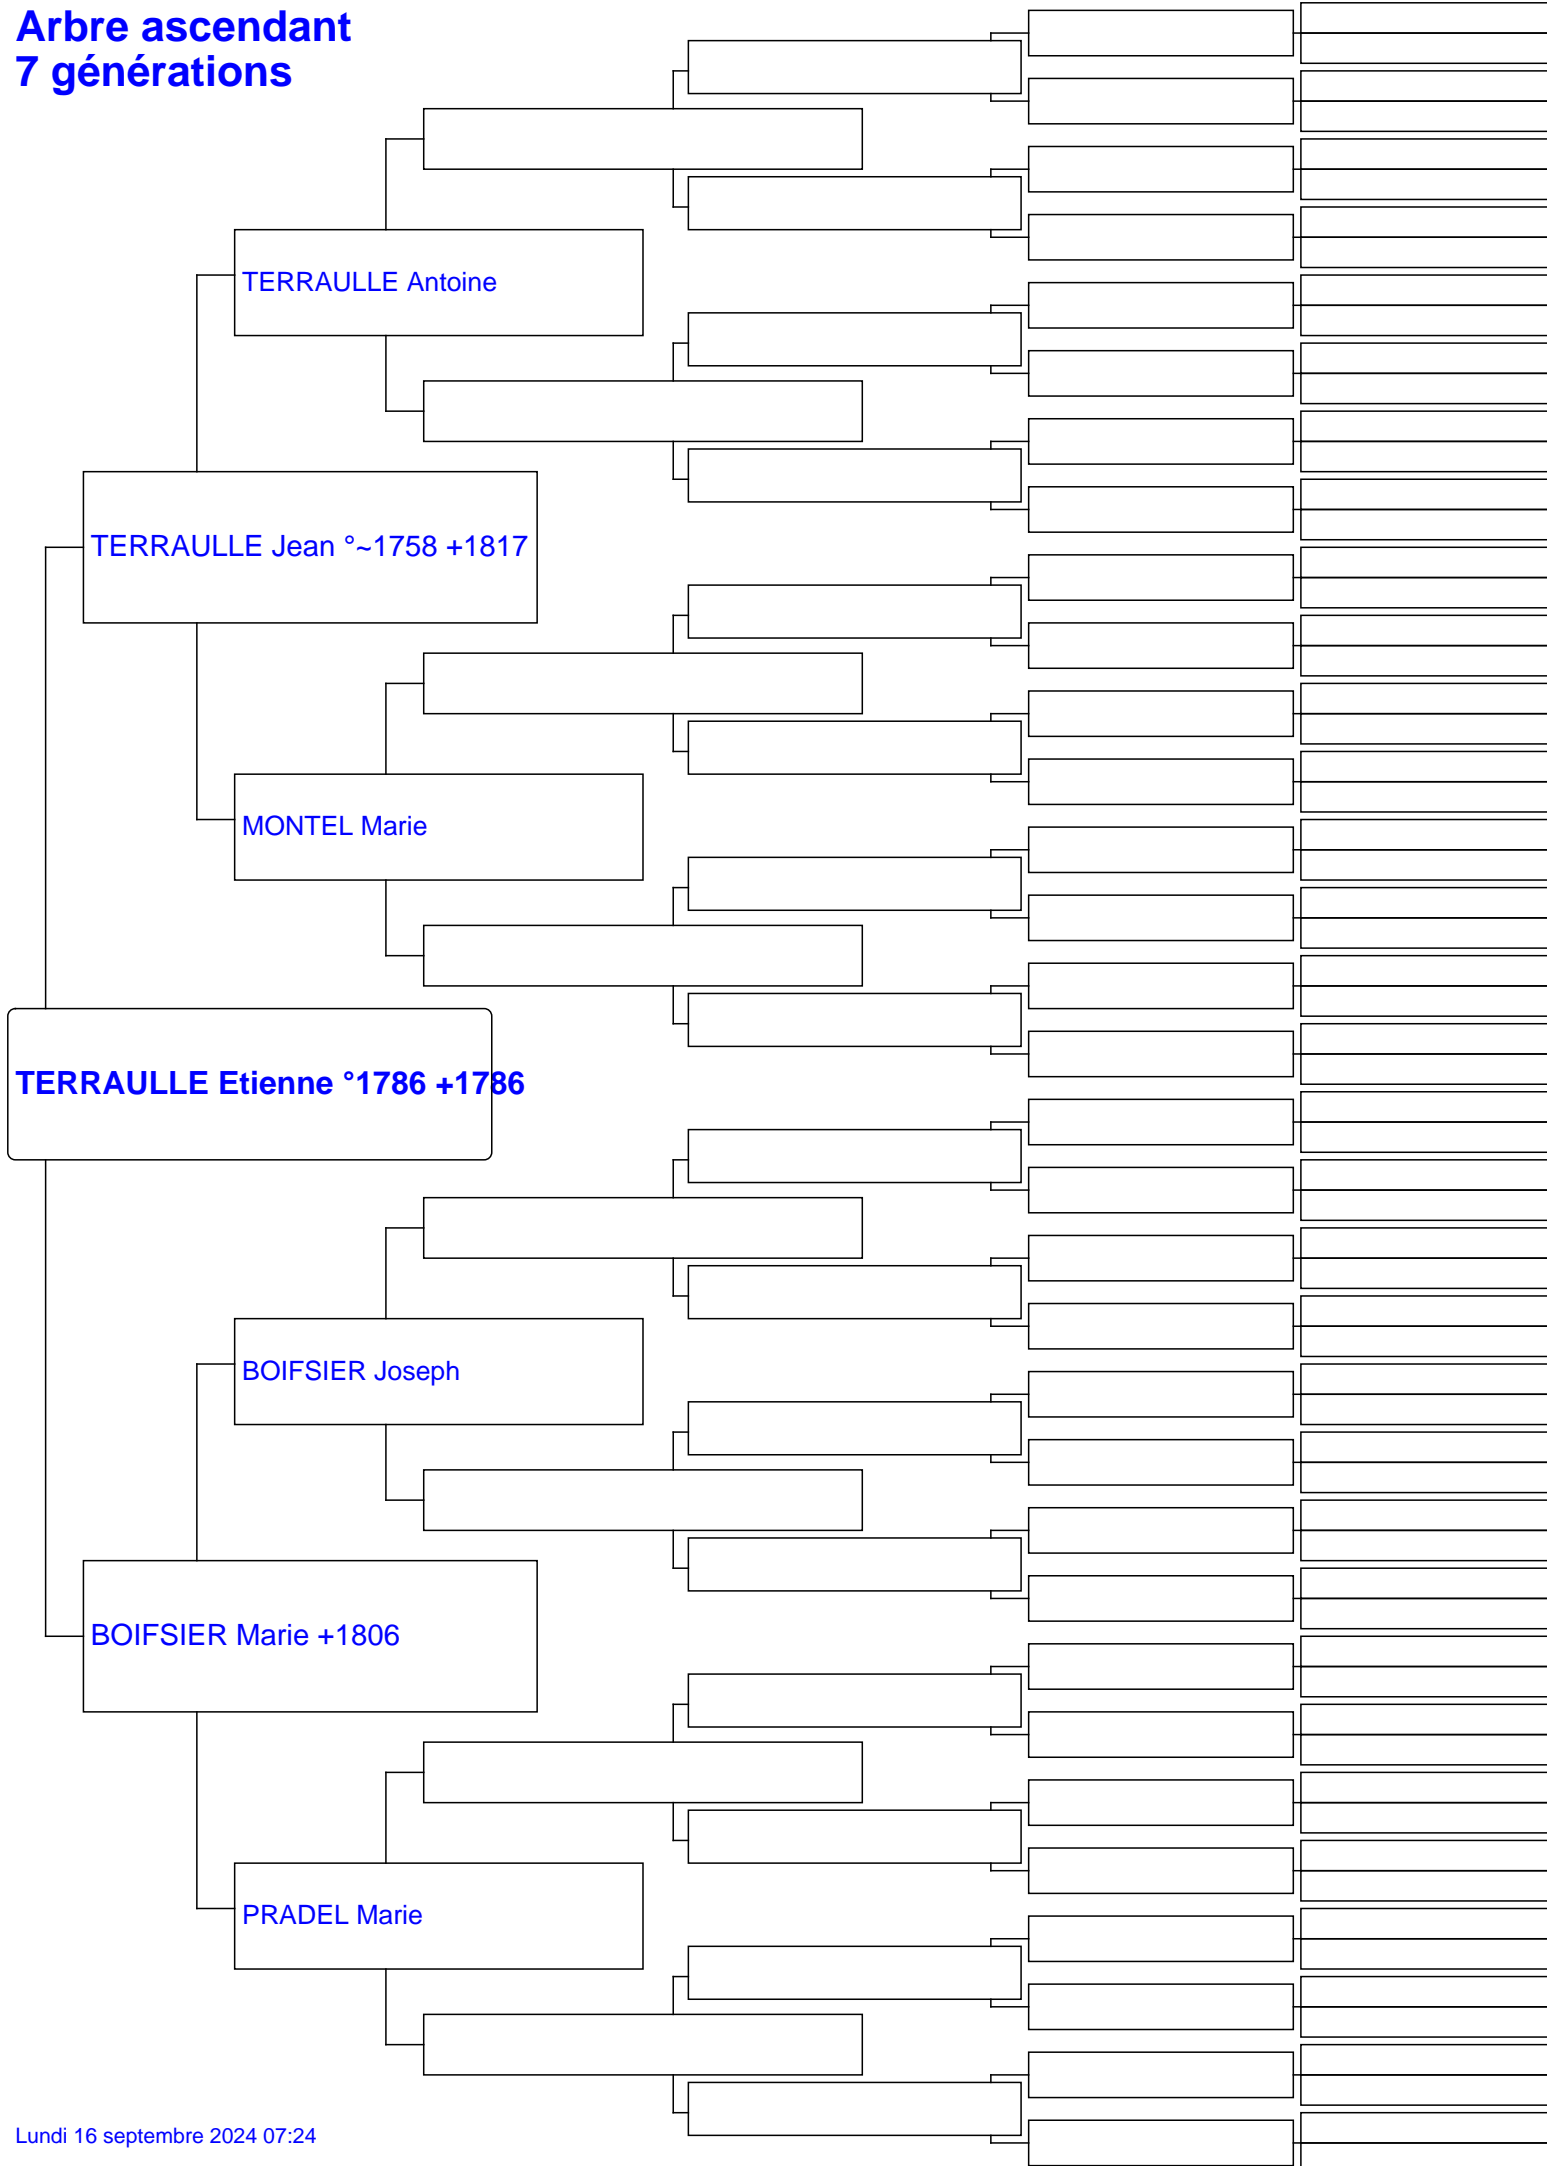 Arbre ascendant
7 générations
TERRAULLE Antoine
TERRAULLE Jean °~1758 +1817
MONTEL Marie
TERRAULLE Etienne °1786 +1786
BOIFSIER Joseph
BOIFSIER Marie +1806
PRADEL Marie
Lundi 16 septembre 2024 07:24